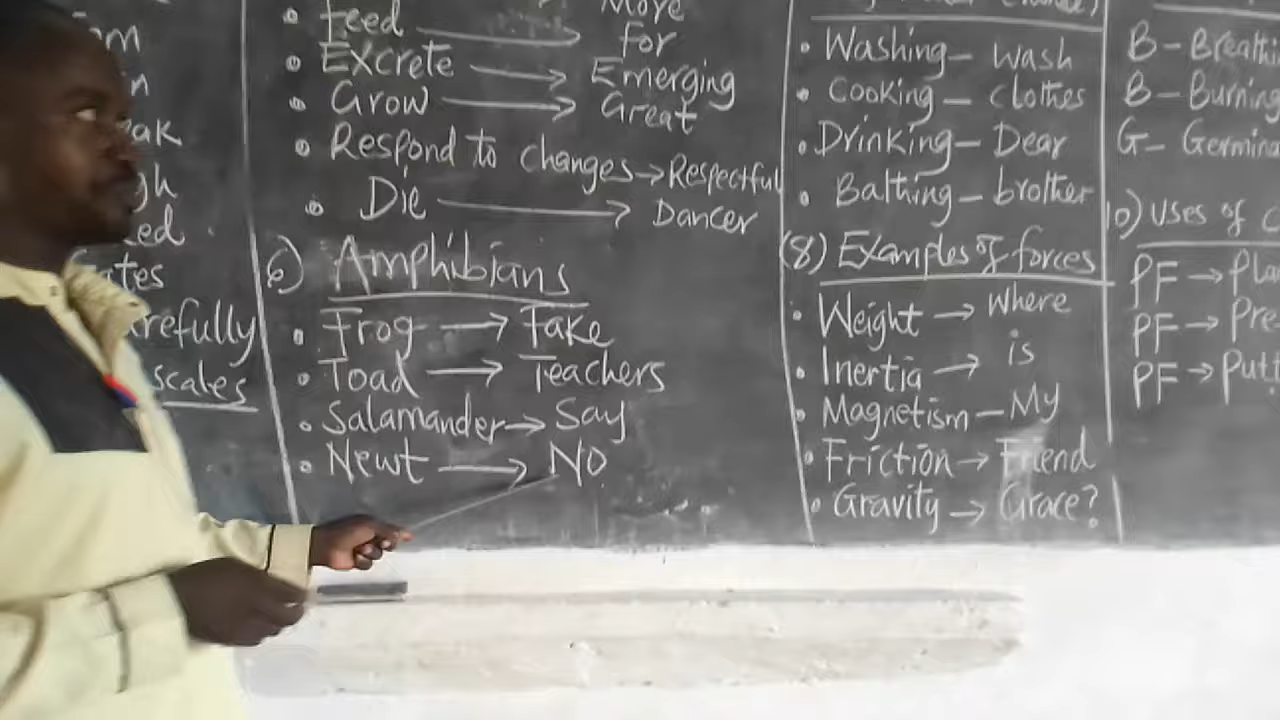 ak
gh
ed.
ates
refully
scales
Move
• Feed → for
• Excrete → Emerging
• Grow → Great
• Respond to changes → Respectful
• Die → Dancer
6) Amphibians
• Frog → Fake
• Toad → Teachers
• Salamander → Say
• Newt → NO
• Washing – Wash
• Cooking – Clothes
• Drinking – Dear
• Bathing – brother
(8) Examples of forces
• Weight → Where
• Inertia → is
• Magnetism – My
• Friction → Friend
• Gravity → Grace?
B – Breathi
B – Burning
G – Germina
10) Uses of C
PF → Pla
PF → Pre
PF → Putt